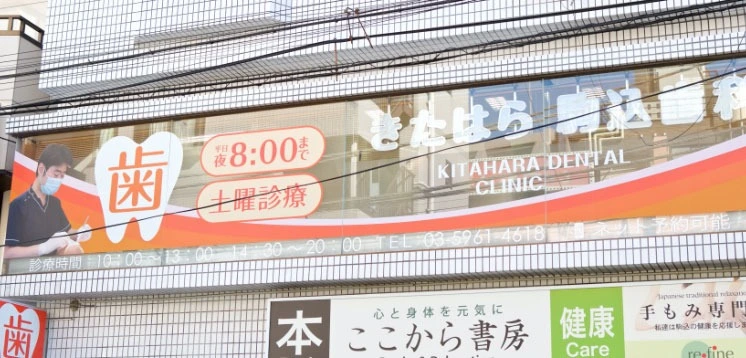 歯
平日
夜8:00まで
土曜診療
きたはら 駒込歯科
KITAHARA DENTAL
CLINIC
診療時間：10：00〜13：00・14：30〜20：00 TEL：03-5961-4618 ネット予約可能
歯
本
心と身体を元気に
ここから書房
健康
Care
Japanese traditional relaxation
手もみ専門
re・fine